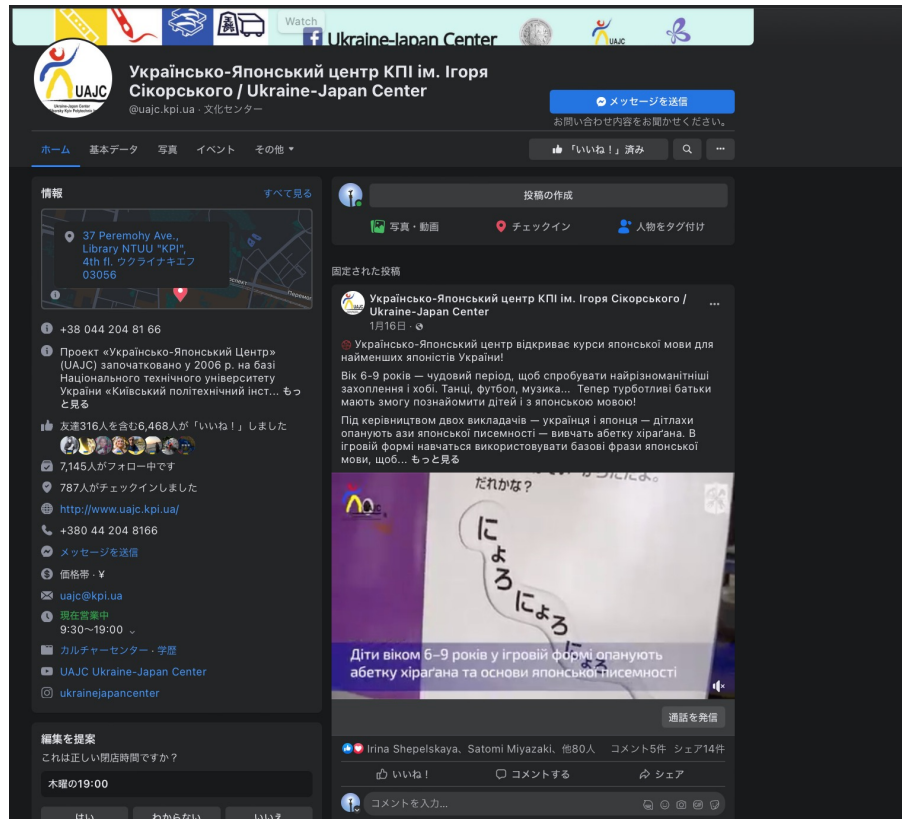 Watch
Ukraine-Japan Center
UAJC
UAJC
Українсько-Японський центр КПІ ім. Ігоря
Сікорського / Ukraine-Japan Center
@uajc.kpi.ua · 文化センター
メッセージを送信
お問い合わせ内容をお聞かせください。
ホーム 基本データ 写真 イベント その他
「いいね！」済み
情報 すべて見る
37 Peremohy Ave.,
Library NTUU "KPI",
4th fl. ウクライナキエフ
03056
+38 044 204 81 66
Проект «Українсько-Японський Центр»
(UAJC) започатковано у 2006 р. на базі
Національного технічного університету
України «Київський політехнічний інст... もっ
と見る
友達316人を含む6,468人が「いいね！」しました
7,145人がフォロー中です
787人がチェックインしました
http://www.uajc.kpi.ua/
+380 44 204 8166
メッセージを送信
価格帯 · ¥
uajc@kpi.ua
現在営業中
9:30～19:00
カルチャーセンター · 学歴
UAJC Ukraine-Japan Center
ukrainejapancenter
編集を提案
これは正しい閉店時間ですか？
木曜の19:00
はい わからない いいえ
投稿の作成
写真・動画 チェックイン 人物をタグ付け
固定された投稿
Українсько-Японський центр КПІ ім. Ігоря Сікорського /
Ukraine-Japan Center
1月16日 ·
Українсько-Японський центр відкриває курси японської мови для
найменших японістів України!
Вік 6–9 років — чудовий період, щоб спробувати найрізноманітніші
захоплення і хобі. Танці, футбол, музика... Тепер турботливі батьки
мають змогу познайомити дітей і з японською мовою!
Під керівництвом двох викладачів — українця і японця — дітлахи
опанують ази японської писемності — вивчать абетку хіраґана. В
ігровій формі навчаться використовувати базові фрази японської
мови, щоб... もっと見る
だれかな？
にょろにょろにょろ
Діти віком 6–9 років у ігровій формі опанують
абетку хіраґана та основи японської писемності
通話を発信
Irina Shepelskaya、Satomi Miyazaki、他80人 コメント5件 シェア14件
いいね！ コメントする シェア
コメントを入力...